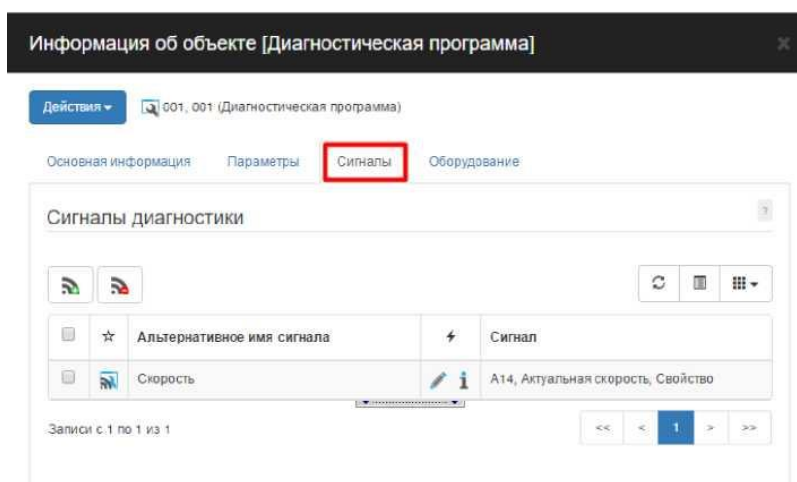 Информация об объекте [Диагностическая программа]
Действия
001, 001 (Диагностическая программа)
Основная информация Параметры Сигналы Оборудование
Сигналы диагностики ?
Альтернативное имя сигнала Сигнал
Скорость A14, Актуальная скорость, Свойство
Записи с 1 по 1 из 1 << < 1 > >>